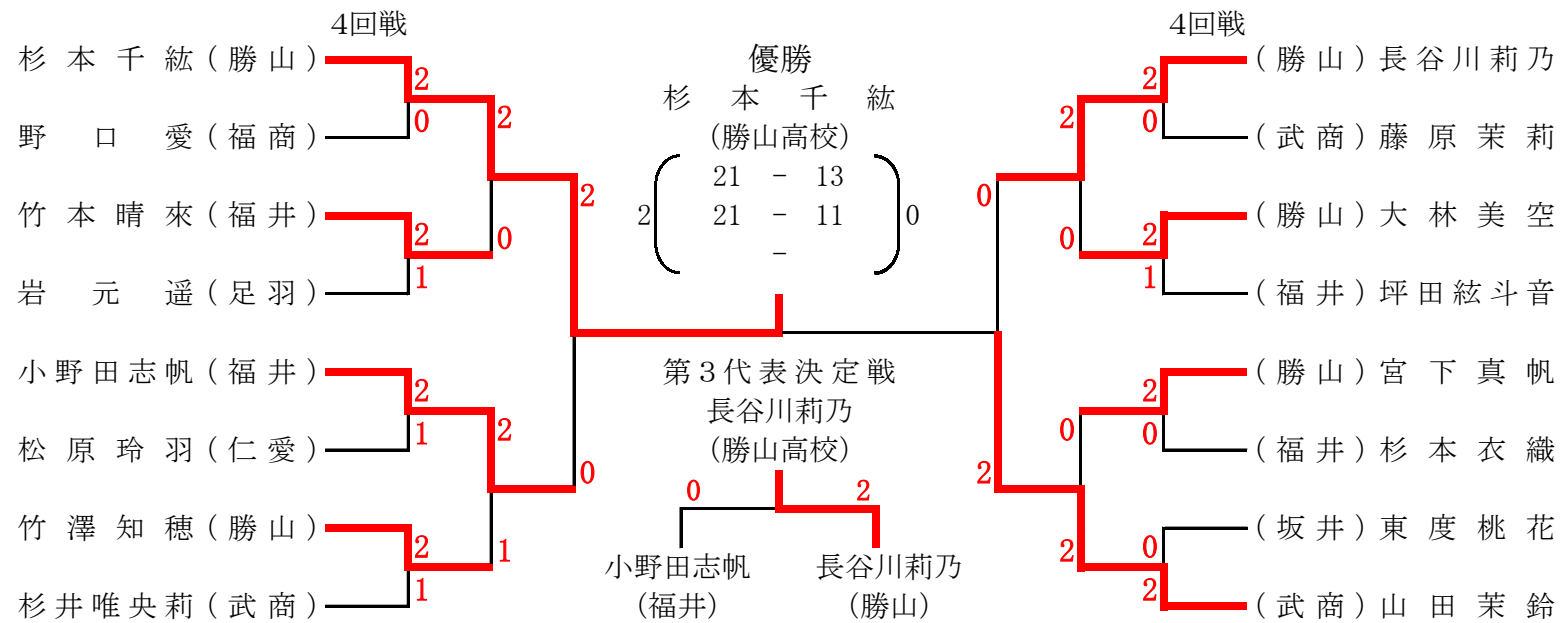 4回戦
杉本千紘(勝山)
2
0
野口愛(福商)
2
竹本晴來(福井)
2
1
0
岩元遥(足羽)
2
小野田志帆(福井)
2
1
2
松原玲羽(仁愛)
0
竹澤知穂(勝山)
2
1
1
杉井唯央莉(武商)
優勝
杉本千紘
(勝山高校)
21 - 13
2 21 - 11 0
-
第3代表決定戦
長谷川莉乃
(勝山高校)
0 2
小野田志帆 長谷川莉乃
(福井) (勝山)
4回戦
(勝山)長谷川莉乃
2
0
2
(武商)藤原茉莉
0
(勝山)大林美空
2
0
1
(福井)坪田絃斗音
(勝山)宮下真帆
2
0
0
(福井)杉本衣織
2
(坂井)東度桃花
0
2
2
(武商)山田茉鈴